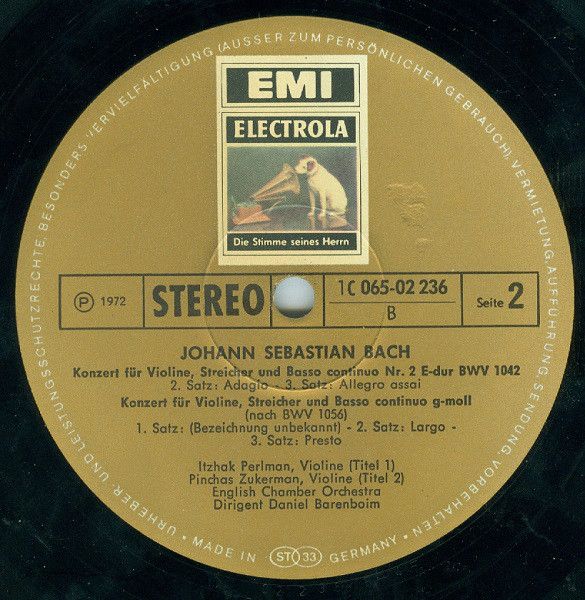 EMI
ELECTROLA
Die Stimme seines Herrn
Ⓟ 1972
STEREO
1C 065-02 236
B
Seite 2
JOHANN SEBASTIAN BACH
Konzert für Violine, Streicher und Basso continuo Nr. 2 E-dur BWV 1042
2. Satz: Adagio - 3. Satz: Allegro assai
Konzert für Violine, Streicher und Basso continuo g-moll
(nach BWV 1056)
1. Satz: (Bezeichnung unbekannt) - 2. Satz: Largo -
3. Satz: Presto
Itzhak Perlman, Violine (Titel 1)
Pinchas Zukerman, Violine (Titel 2)
English Chamber Orchestra
Dirigent Daniel Barenboim
URHEBER- UND LEISTUNGSSCHUTZRECHTE, BESONDERS VERVIELFÄLTIGUNG (AUSSER ZUM PERSÖNLICHEN GEBRAUCH), VERMIETUNG, AUFFÜHRUNG, SENDUNG, VORBEHALTEN
• MADE IN ST 33 GERMANY •